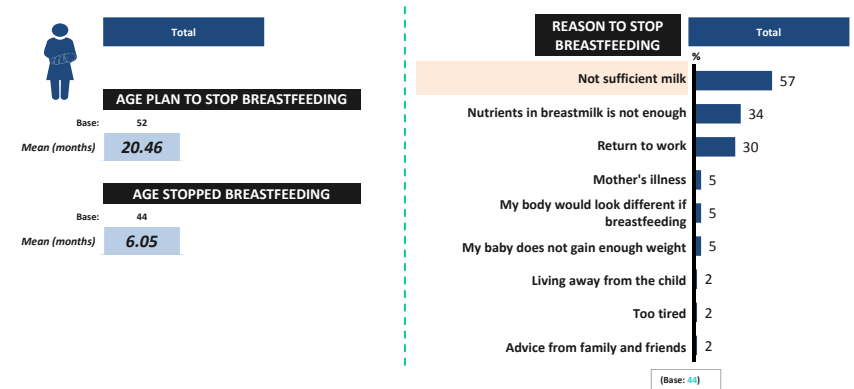 Total
AGE PLAN TO STOP BREASTFEEDING
Base: 52
Mean (months) 20.46
AGE STOPPED BREASTFEEDING
Base: 44
Mean (months) 6.05
REASON TO STOP
BREASTFEEDING
Total
%
Not sufficient milk 57
Nutrients in breastmilk is not enough 34
Return to work 30
Mother's illness 5
My body would look different if
breastfeeding 5
My baby does not gain enough weight 5
Living away from the child 2
Too tired 2
Advice from family and friends 2
(Base: 44)